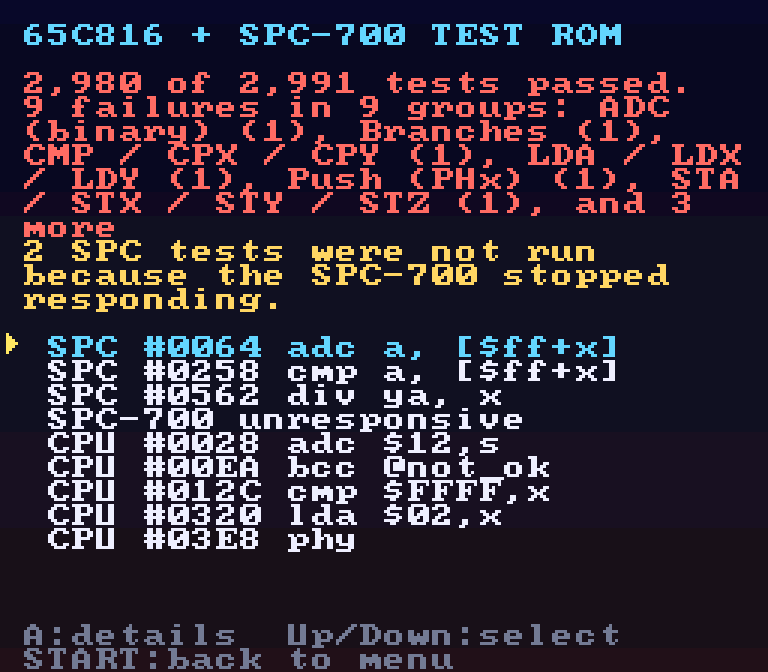 65C816 + SPC-700 TEST ROM
2,980 of 2,991 tests passed.
9 failures in 9 groups: ADC
(binary) (1), Branches (1),
CMP / CPX / CPY (1), LDA / LDX
/ LDY (1), Push (PHx) (1), STA
/ STX / STY / STZ (1), and 3
more
2 SPC tests were not run
because the SPC-700 stopped
responding.
SPC #0064 adc a, [$ff+x]
SPC #0258 cmp a, [$ff+x]
SPC #0562 div ya, x
SPC-700 unresponsive
CPU #0028 adc $12,s
CPU #00EA bcc @not_ok
CPU #012C cmp $FFFF,x
CPU #0320 lda $02,x
CPU #03E8 phy
A:details Up/Down:select
START:back to menu